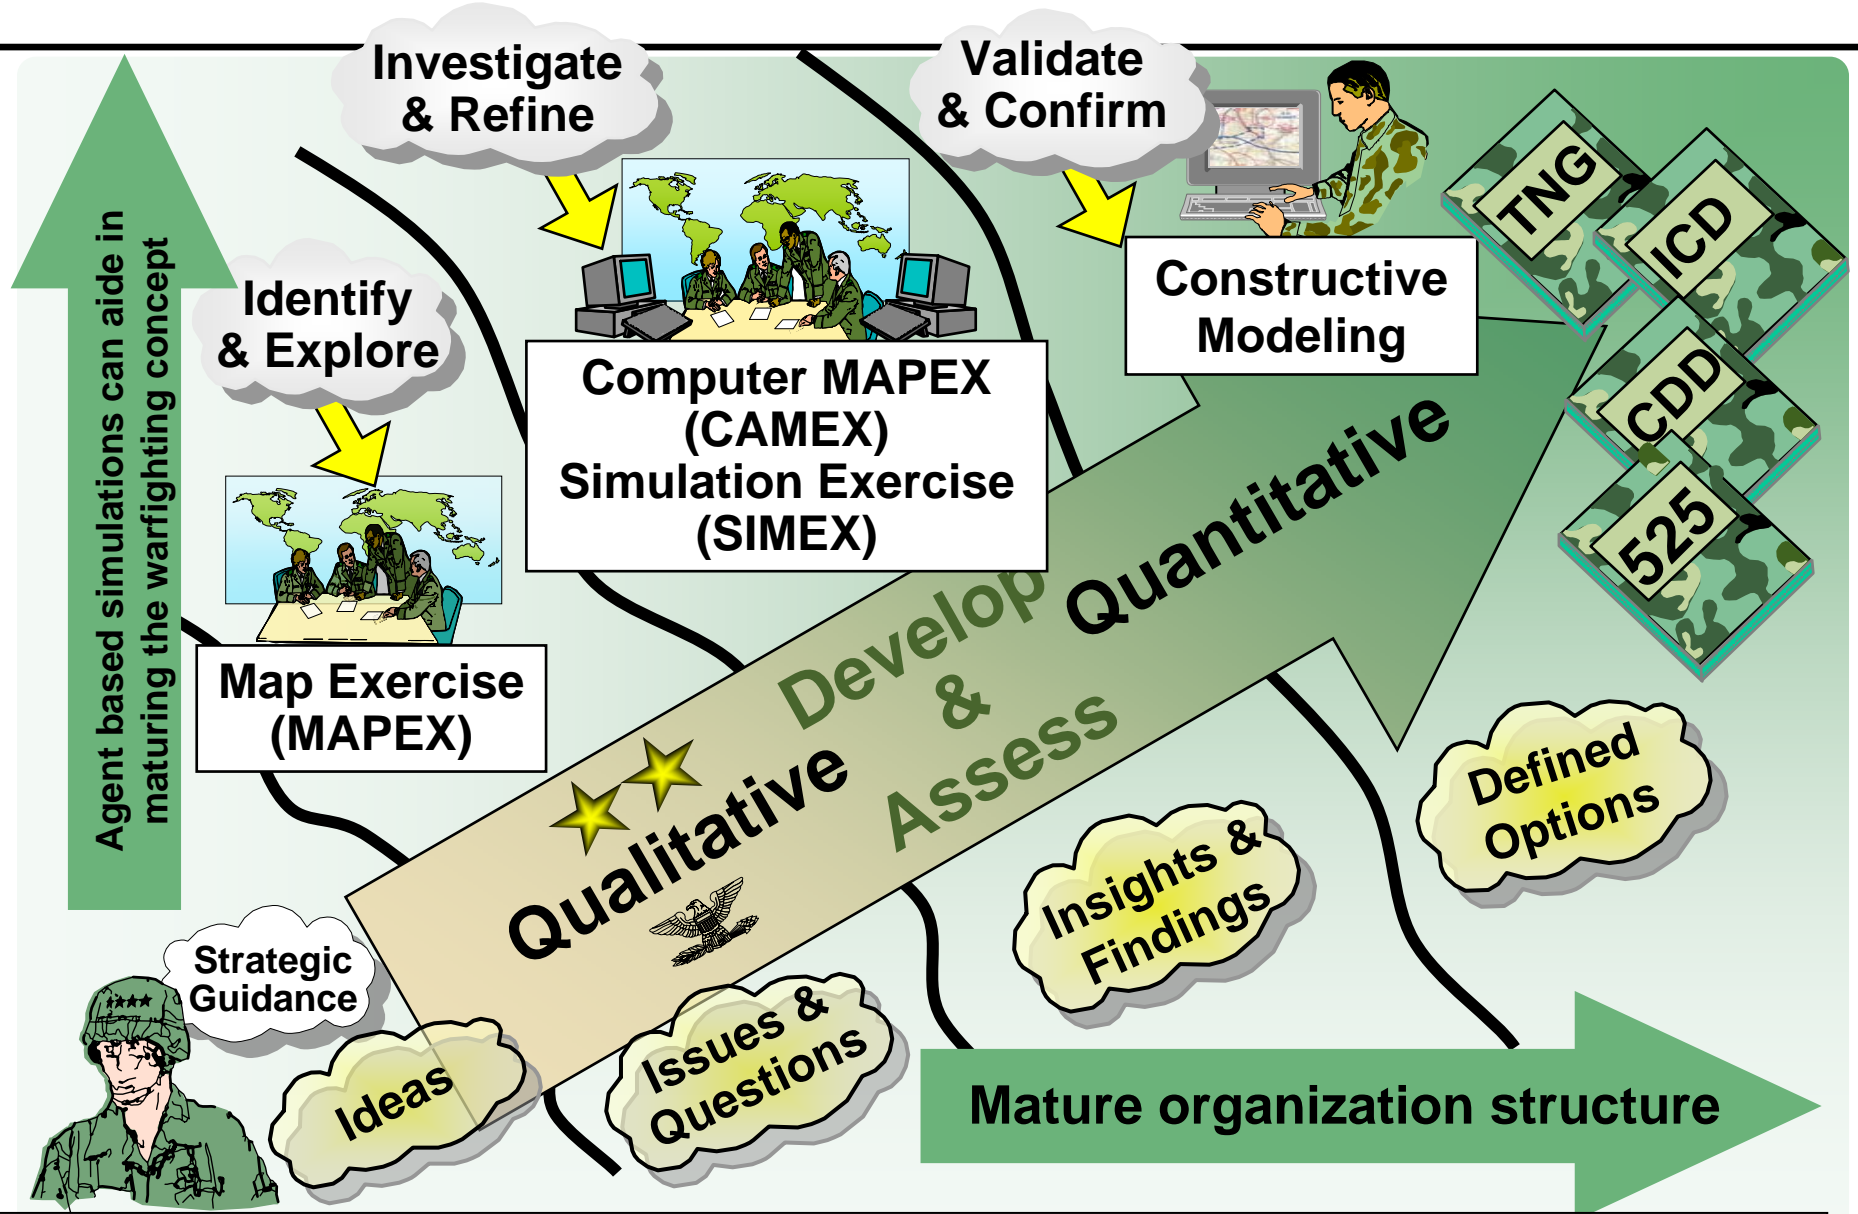 Investigate
& Refine
Validate
& Confirm
Identify
& Explore
Agent based simulations can aide in
maturing the warfighting concept
Computer MAPEX
(CAMEX)
Simulation Exercise
(SIMEX)
Constructive
Modeling
TNG
ICD
CDD
525
Map Exercise
(MAPEX)
Develop
&
Assess
Qualitative
Quantitative
Strategic
Guidance
Ideas
Issues &
Questions
Insights &
Findings
Defined
Options
Mature organization structure